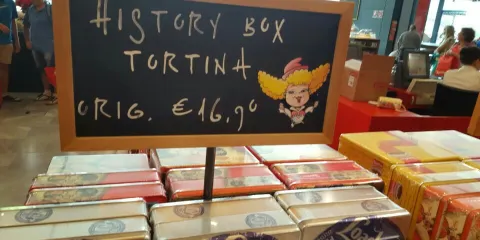 HISTORY BOX
TORTINA
ORIG. €16,90